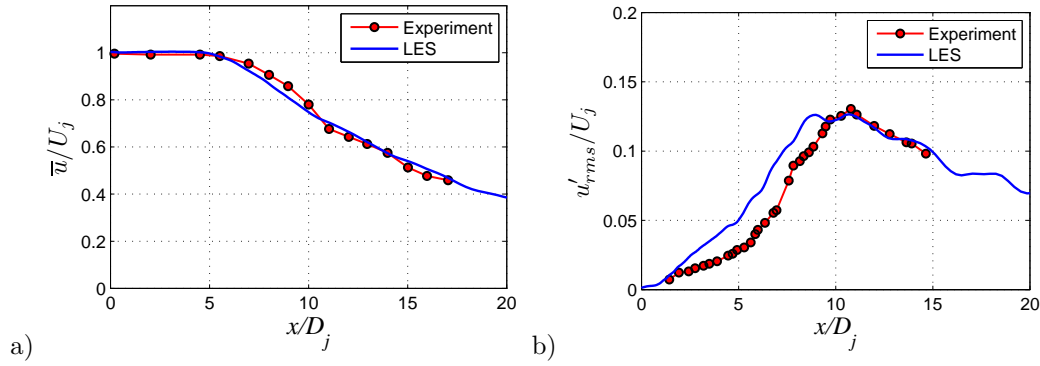 Experiment
LES
1
0.8
0.6
0.4
0.2
0
0 5 10 15 20
x/D_j
u̅/U_j
a)
Experiment
LES
0.2
0.15
0.1
0.05
0
0 5 10 15 20
x/D_j
u'_{rms}/U_j
b)